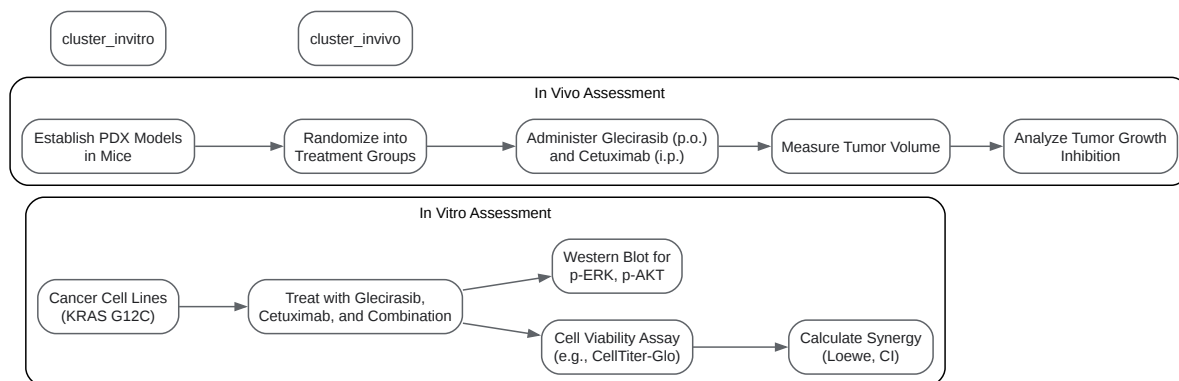 cluster_invitro
cluster_invivo
In Vivo Assessment
Establish PDX Models
in Mice
Randomize into
Treatment Groups
Administer Glecirasib (p.o.)
and Cetuximab (i.p.)
Measure Tumor Volume
Analyze Tumor Growth
Inhibition
In Vitro Assessment
Cancer Cell Lines
(KRAS G12C)
Treat with Glecirasib,
Cetuximab, and Combination
Western Blot for
p-ERK, p-AKT
Cell Viability Assay
(e.g., CellTiter-Glo)
Calculate Synergy
(Loewe, CI)